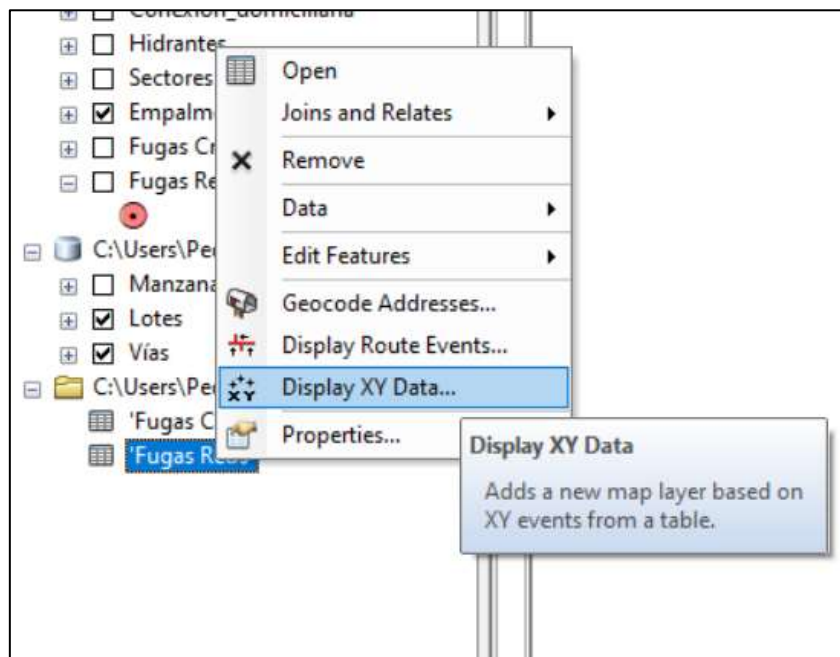 Conexión_domiciliaria
Hidrantes
Sectores
Empalm
Fugas Cr
Fugas Re
C:\Users\Pe
Manzana
Lotes
Vías
C:\Users\Pe
'Fugas C
'Fugas
Open
Joins and Relates
Remove
Data
Edit Features
Geocode Addresses...
Display Route Events...
Display XY Data...
Properties...
Display XY Data
Adds a new map layer based on
XY events from a table.